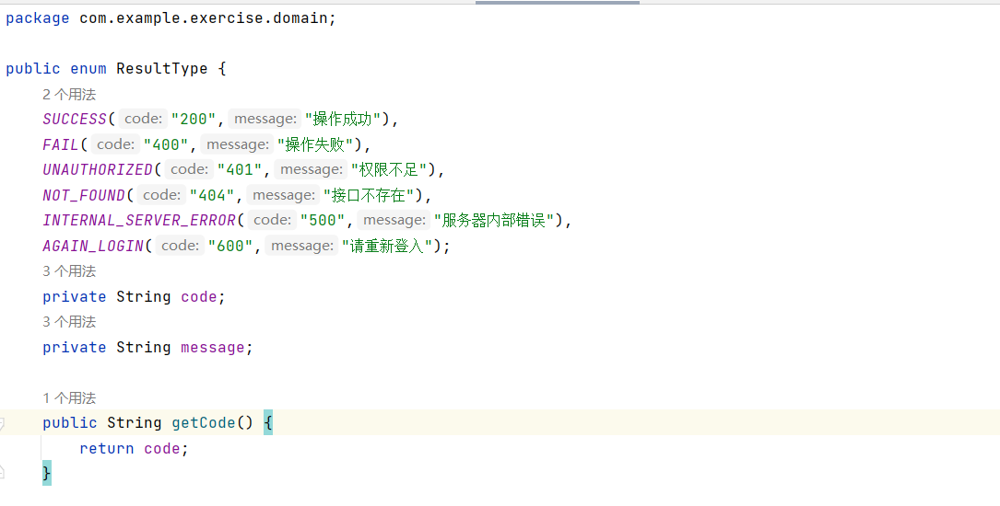 package com.example.exercise.domain;
public enum ResultType {
2 个用法
SUCCESS( code: "200", message: "操作成功"),
FAIL( code: "400", message: "操作失败"),
UNAUTHORIZED( code: "401", message: "权限不足"),
NOT_FOUND( code: "404", message: "接口不存在"),
INTERNAL_SERVER_ERROR( code: "500", message: "服务器内部错误"),
AGAIN_LOGIN( code: "600", message: "请重新登入");
3 个用法
private String code;
3 个用法
private String message;
1 个用法
public String getCode() {
return code;
}